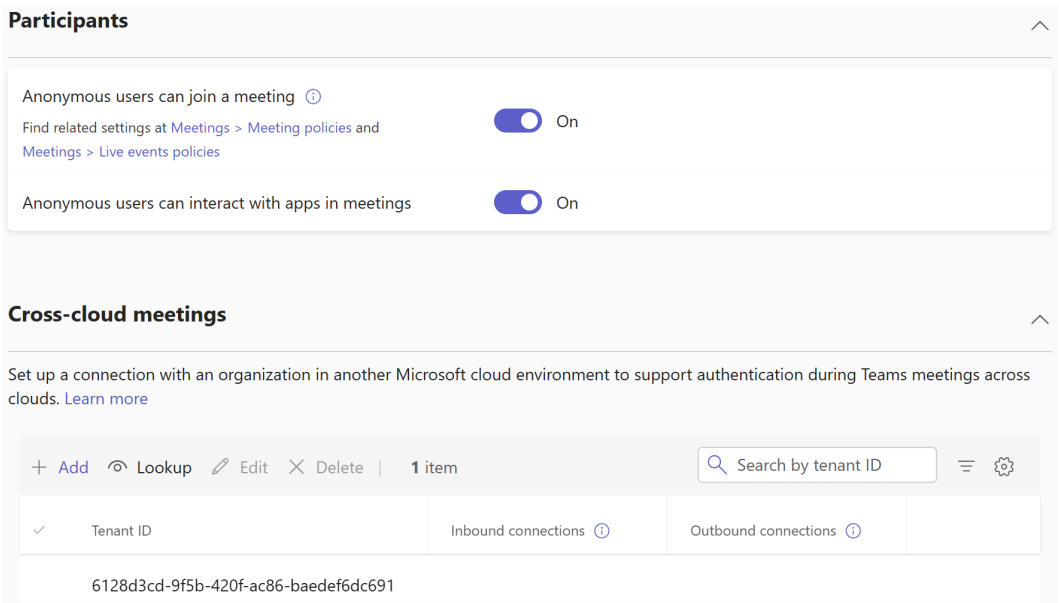 Participants
Anonymous users can join a meeting
Find related settings at Meetings > Meeting policies and
Meetings > Live events policies
On
Anonymous users can interact with apps in meetings
On
Cross-cloud meetings
Set up a connection with an organization in another Microsoft cloud environment to support authentication during Teams meetings across
clouds. Learn more
Add Lookup Edit Delete | 1 item Search by tenant ID
Tenant ID Inbound connections Outbound connections
6128d3cd-9f5b-420f-ac86-baedef6dc691